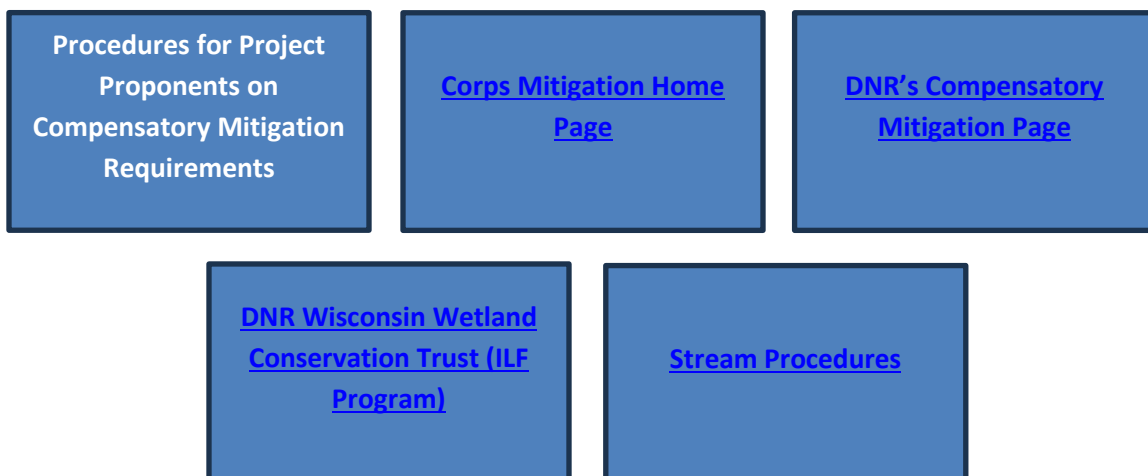 Procedures for Project
Proponents on
Compensatory Mitigation
Requirements
Corps Mitigation Home
Page
DNR’s Compensatory
Mitigation Page
DNR Wisconsin Wetland
Conservation Trust (ILF
Program)
Stream Procedures